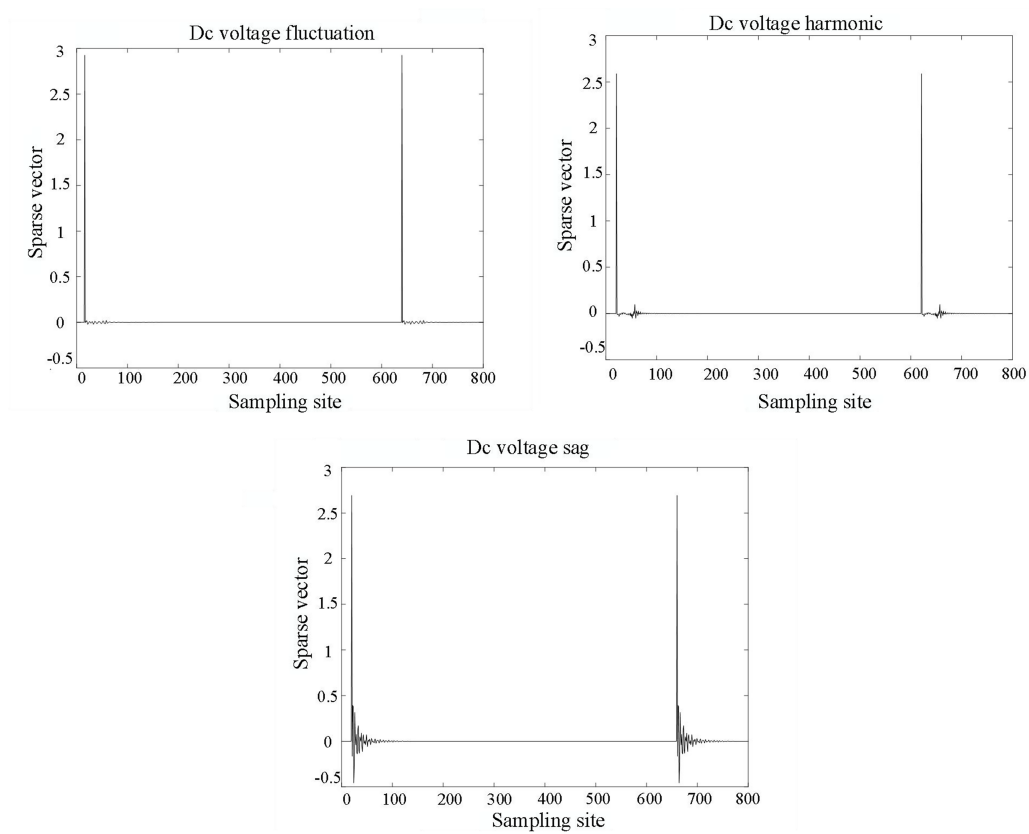 Dc voltage fluctuation
3
2.5
2
1.5
1
0.5
0
-0.5
Sparse vector
0 100 200 300 400 500 600 700 800
Sampling site
Dc voltage harmonic
3
2.5
2
1.5
1
0.5
0
-0.5
Sparse vector
0 100 200 300 400 500 600 700 800
Sampling site
Dc voltage sag
3
2.5
2
1.5
1
0.5
0
-0.5
Sparse vector
0 100 200 300 400 500 600 700 800
Sampling site